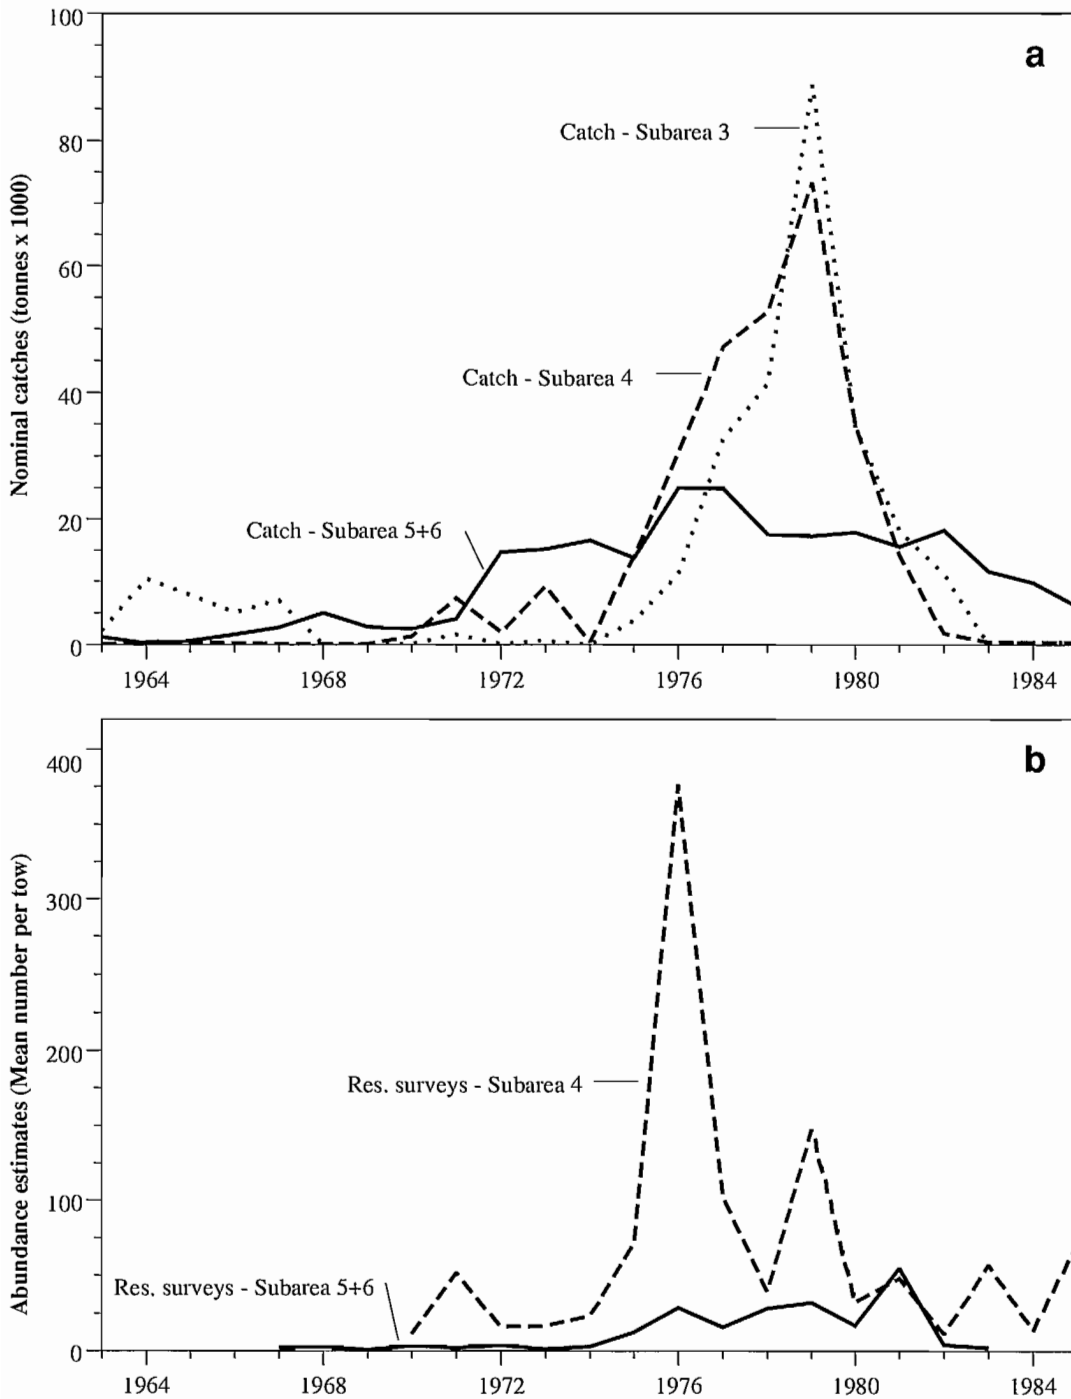 a
Nominal catches (tonnes x 1000)
100
80
60
40
20
0
Catch - Subarea 3
Catch - Subarea 4
Catch - Subarea 5+6
1964 1968 1972 1976 1980 1984
b
Abundance estimates (Mean number per tow)
400
300
200
100
0
Res. surveys - Subarea 4
Res. surveys - Subarea 5+6
1964 1968 1972 1976 1980 1984